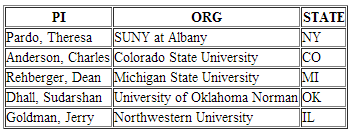 PI ORG STATE
Pardo, Theresa SUNY at Albany NY
Anderson, Charles Colorado State University CO
Rehberger, Dean Michigan State University MI
Dhall, Sudarshan University of Oklahoma Norman OK
Goldman, Jerry Northwestern University IL